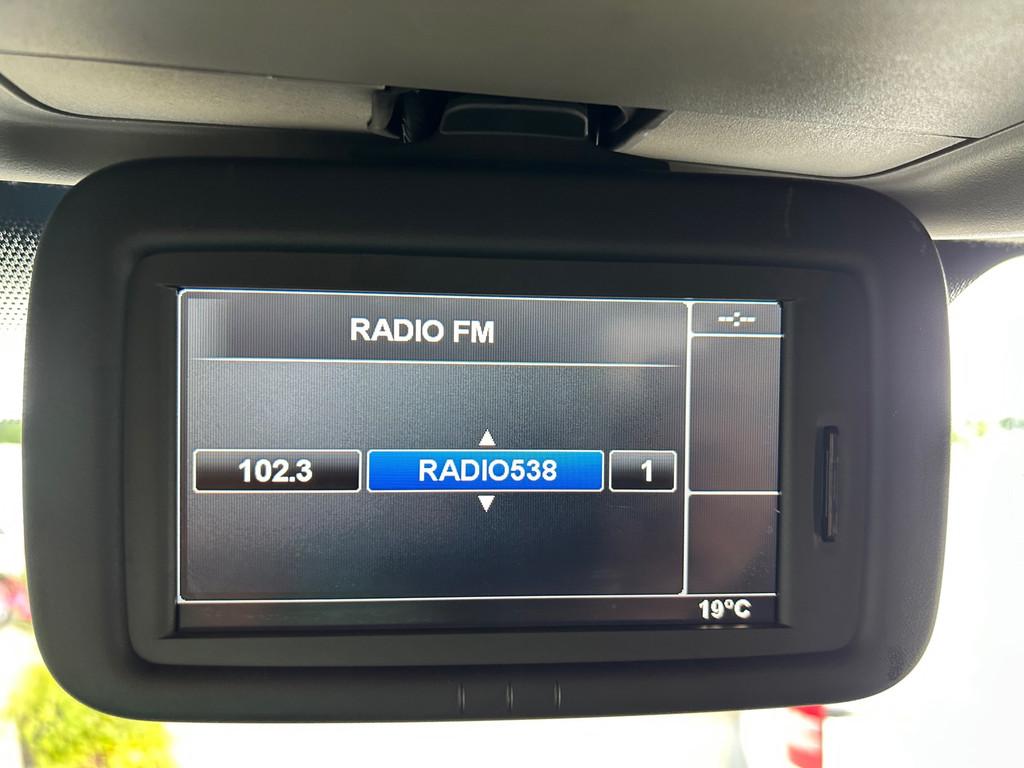 RADIO FM
--:--
102.3 RADIO538 1
19°C